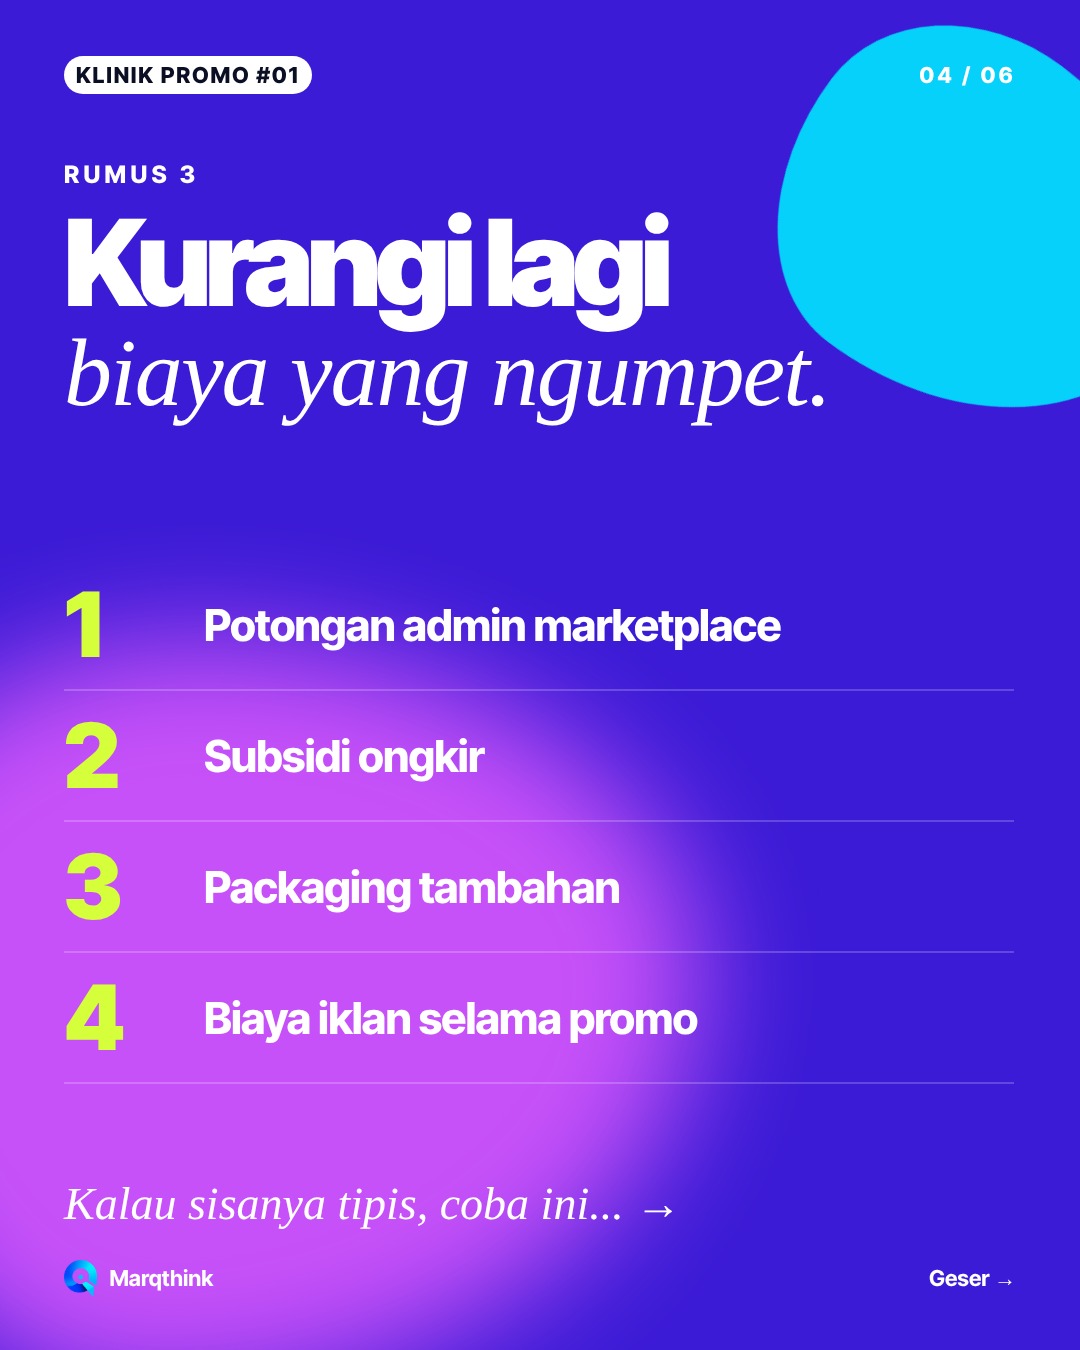 KLINIK PROMO #01
04 / 06
RUMUS 3
Kurangi lagi
biaya yang ngumpet.
1 Potongan admin marketplace
2 Subsidi ongkir
3 Packaging tambahan
4 Biaya iklan selama promo
Kalau sisanya tipis, coba ini... →
Marqthink
Geser →